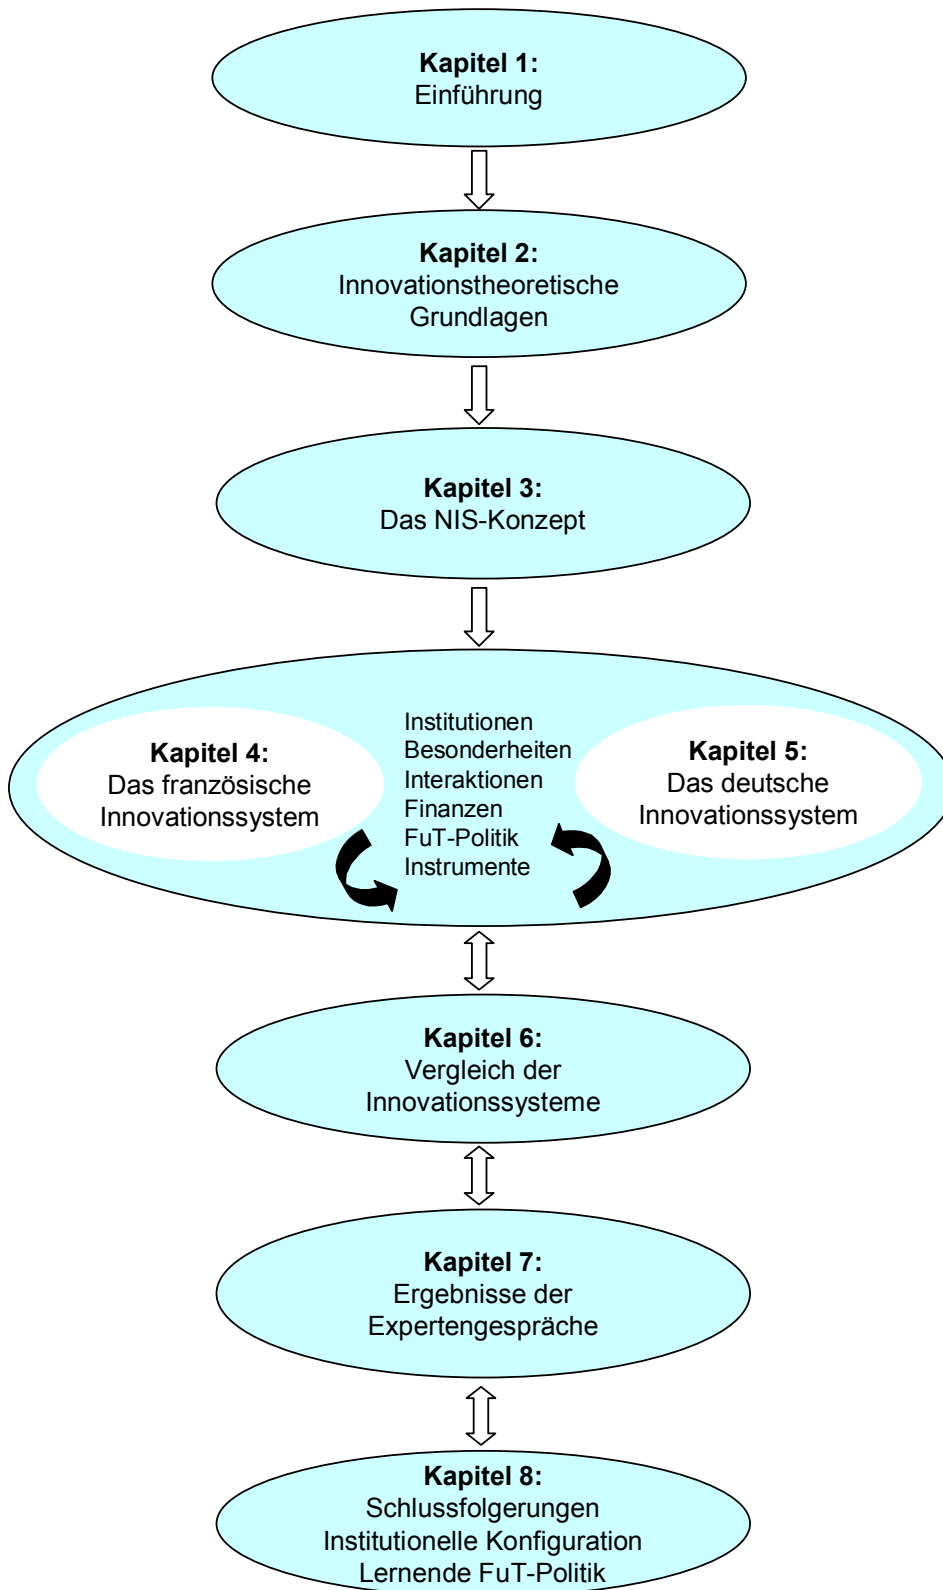 Kapitel 1:
Einführung
Kapitel 2:
Innovationstheoretische
Grundlagen
Kapitel 3:
Das NIS-Konzept
Kapitel 4:
Das französische
Innovationssystem
Institutionen
Besonderheiten
Interaktionen
Finanzen
FuT-Politik
Instrumente
Kapitel 5:
Das deutsche
Innovationssystem
Kapitel 6:
Vergleich der
Innovationssysteme
Kapitel 7:
Ergebnisse der
Expertengespräche
Kapitel 8:
Schlussfolgerungen
Institutionelle Konfiguration
Lernende FuT-Politik